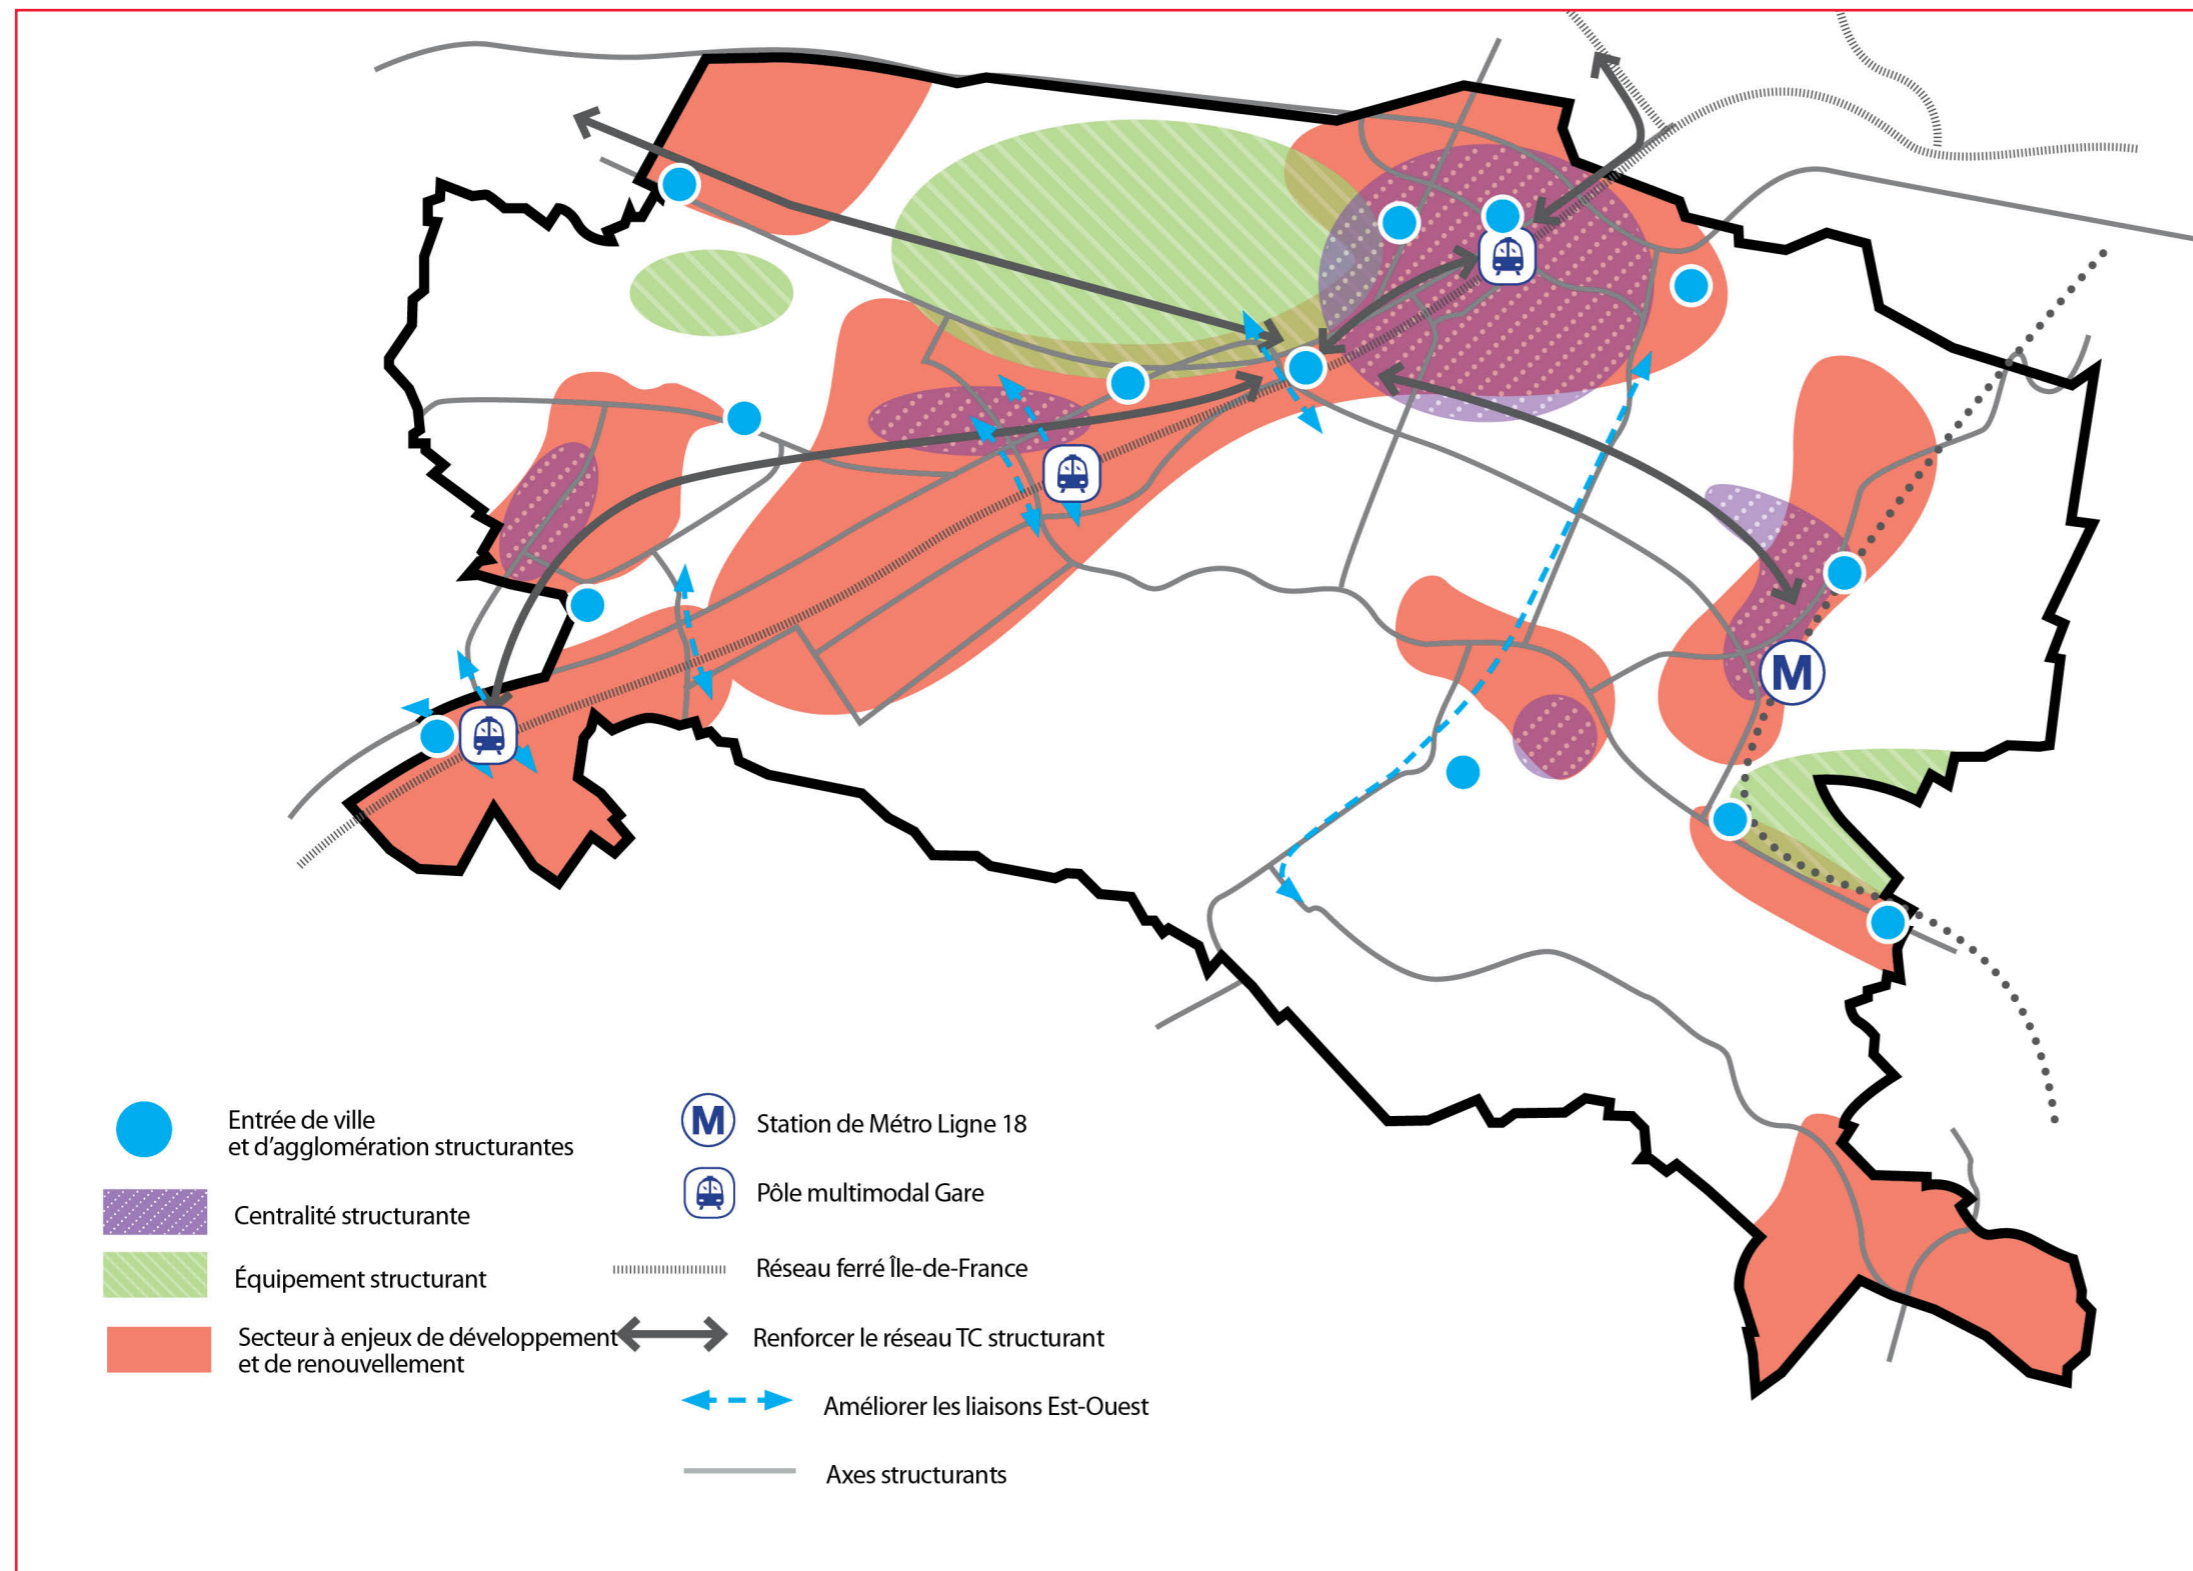 M
Entrée de ville
et d'agglomération structurantes
Centralité structurante
Équipement structurant
Secteur à enjeux de développement
et de renouvellement
M
Station de Métro Ligne 18
Pôle multimodal Gare
Réseau ferré Île-de-France
Renforcer le réseau TC structurant
Améliorer les liaisons Est-Ouest
Axes structurants